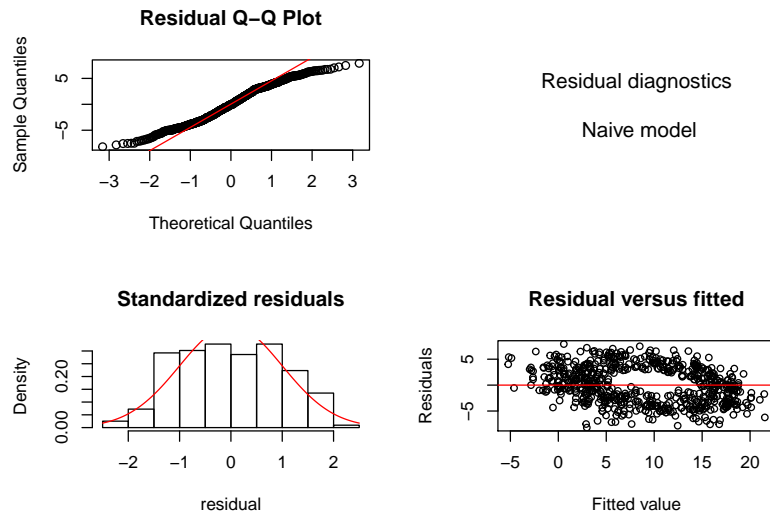 Residual Q−Q Plot
Sample Quantiles
5
−5
−3 −2 −1 0 1 2 3
Theoretical Quantiles
Residual diagnostics
Naive model
Standardized residuals
Density
0.20
0.00
−2 −1 0 1 2
residual
Residual versus fitted
Residuals
5
−5
−5 0 5 10 15 20
Fitted value